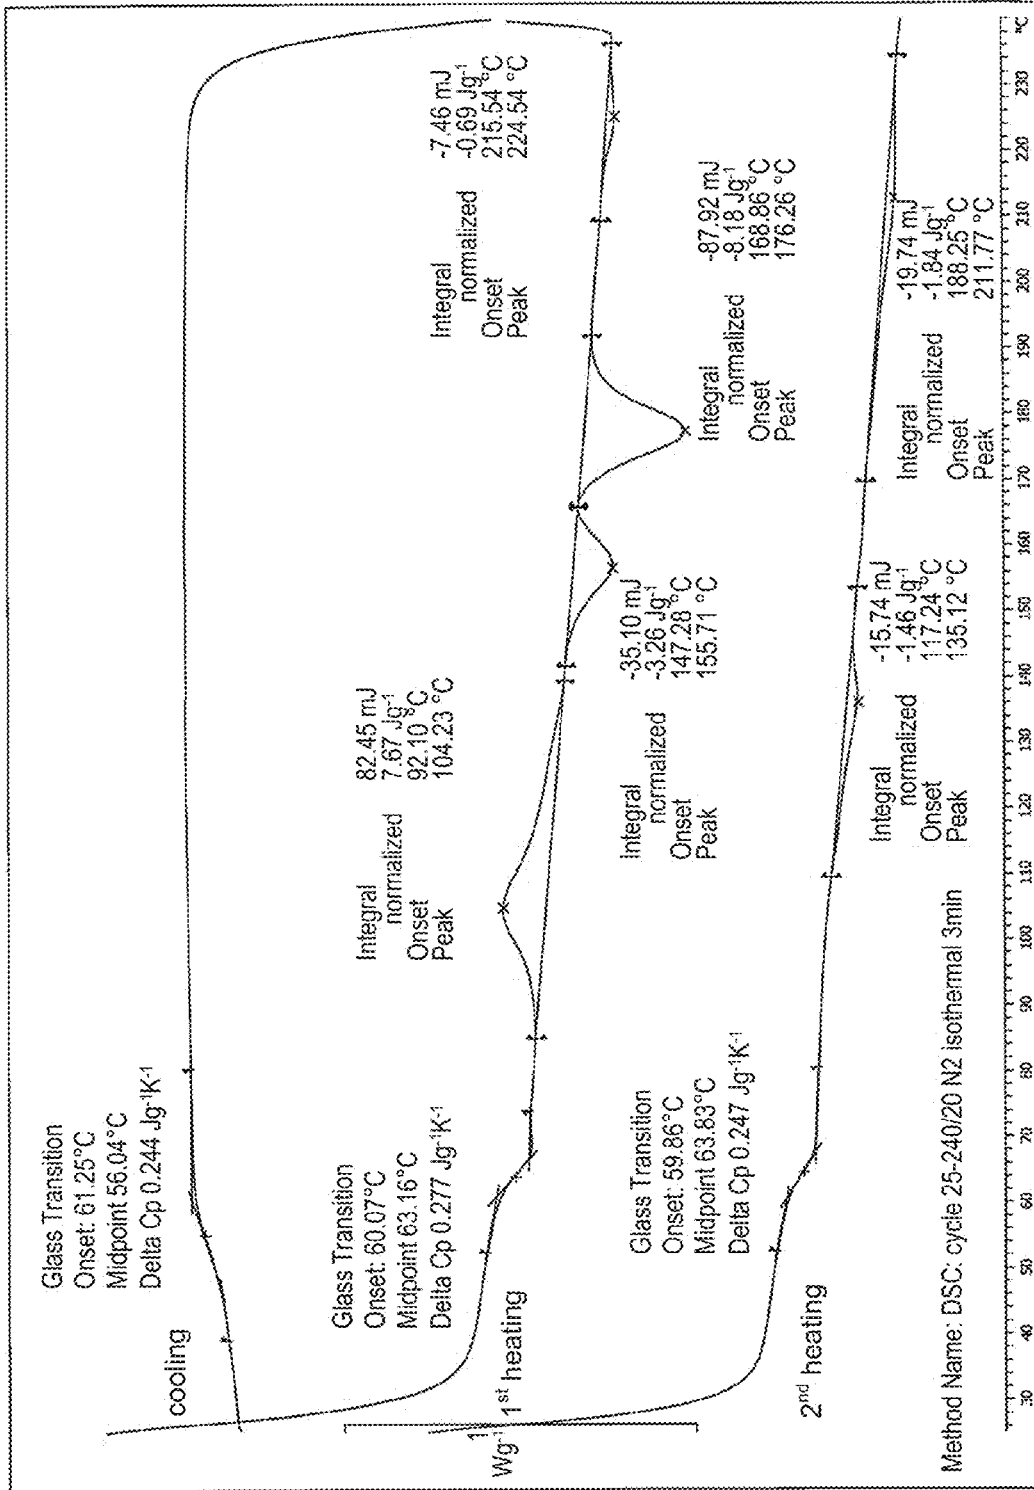 Glass Transition
Onset: 61.25°C
Midpoint 56.04°C
Delta Cp 0.244 Jg⁻¹K⁻¹
cooling
Integral -7.46 mJ
normalized -0.69 Jg⁻¹
Onset 215.54 °C
Peak 224.54 °C
Integral 82.45 mJ
normalized 7.67 Jg⁻¹
Onset 92.10 °C
Peak 104.23 °C
Glass Transition
Onset: 60.07°C
Midpoint 63.16°C
Delta Cp 0.277 Jg⁻¹K⁻¹
1
Wg⁻¹
1st heating
Integral -35.10 mJ
normalized -3.26 Jg⁻¹
Onset 147.28 °C
Peak 155.71 °C
Integral -87.92 mJ
normalized -8.18 Jg⁻¹
Onset 168.86 °C
Peak 176.26 °C
Glass Transition
Onset: 59.86°C
Midpoint 63.83°C
Delta Cp 0.247 Jg⁻¹K⁻¹
2nd heating
Integral -15.74 mJ
normalized -1.46 Jg⁻¹
Onset 117.24 °C
Peak 135.12 °C
Integral -19.74 mJ
normalized -1.84 Jg⁻¹
Onset 188.25 °C
Peak 211.77 °C
Method Name: DSC: cycle 25-240/20 N2 isothermal 3min
30 40 50 60 70 80 90 100 110 120 130 140 150 160 170 180 190 200 210 220 230 °C